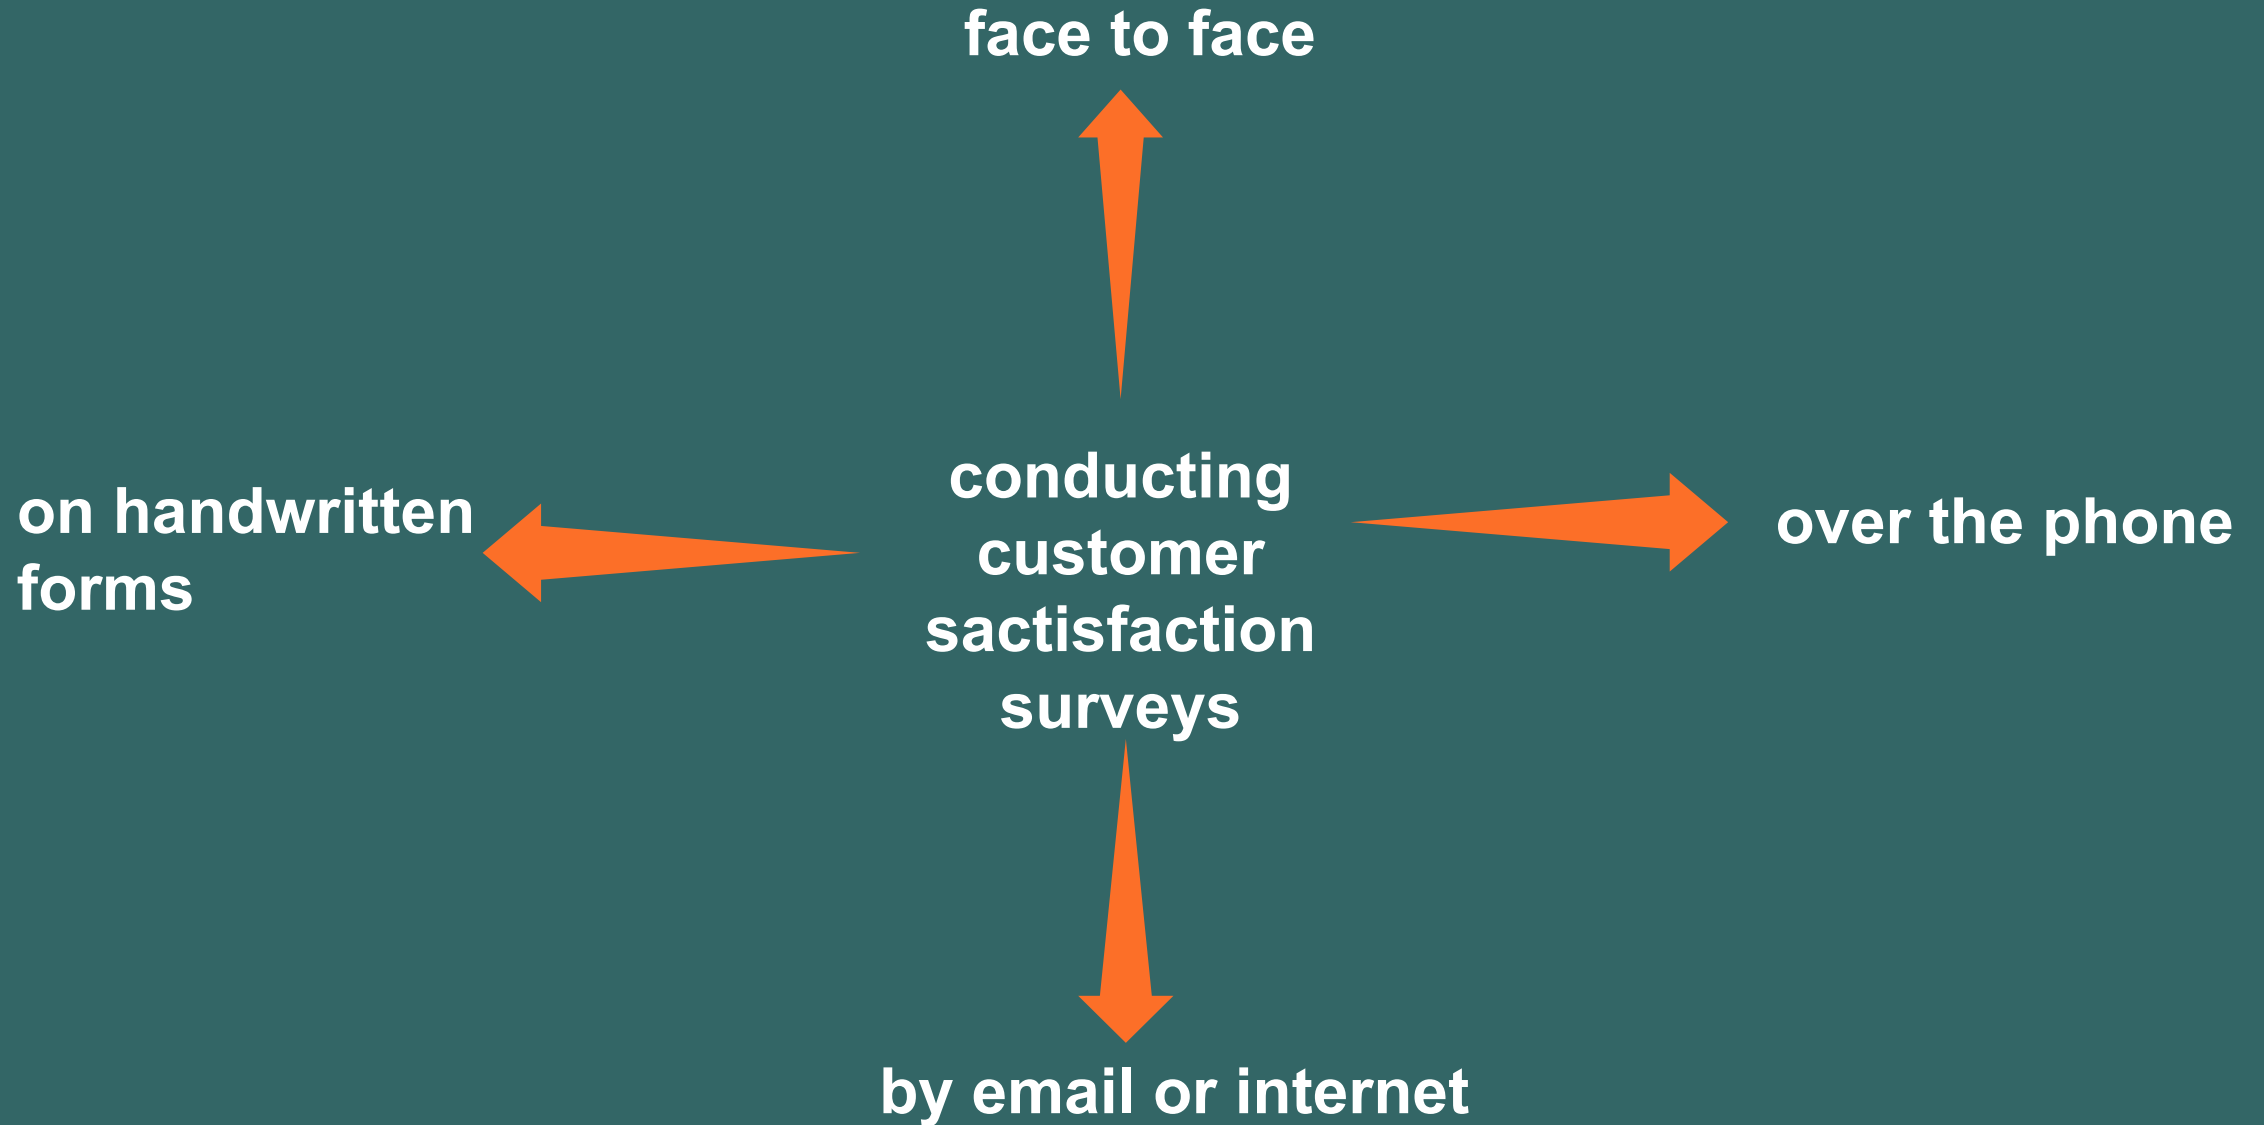 face to face
on handwritten
forms
conducting
customer
sactisfaction
surveys
over the phone
by email or internet